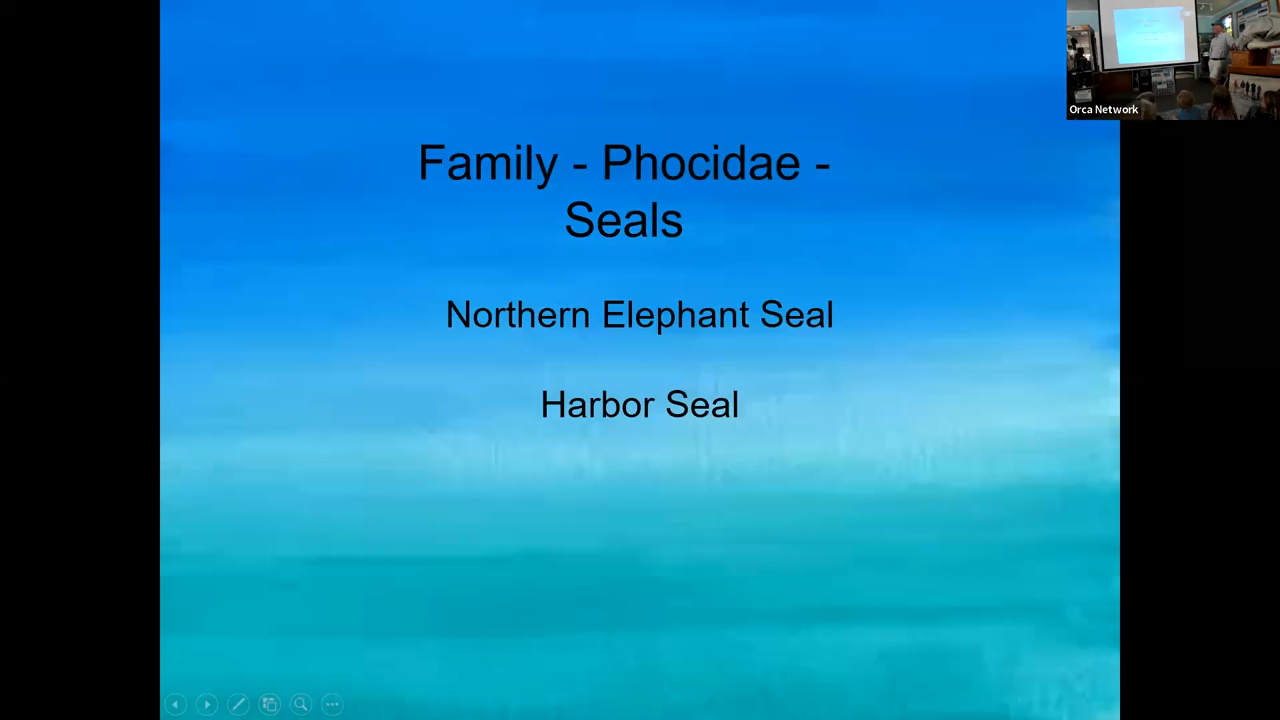 Family - Phocidae -
Seals
Northern Elephant Seal
Harbor Seal
Orca Network